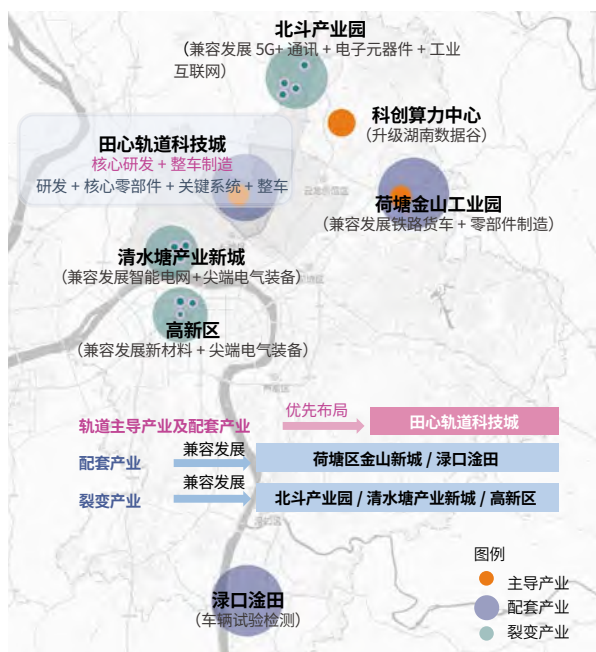 北斗产业园
（兼容发展 5G+ 通讯 + 电子元器件 + 工业
互联网）
科创算力中心
（升级湖南数据谷）
田心轨道科技城
核心研发 + 整车制造
研发 + 核心零部件 + 关键系统 + 整车
荷塘金山工业园
（兼容发展铁路货车 + 零部件制造）
清水塘产业新城
（兼容发展智能电网+尖端电气装备）
高新区
（兼容发展新材料 + 尖端电气装备）
轨道主导产业及配套产业
优先布局
田心轨道科技城
配套产业
兼容发展
荷塘区金山新城 / 渌口淦田
裂变产业
兼容发展
北斗产业园 / 清水塘产业新城 / 高新区
渌口淦田
（车辆试验检测）
图例
主导产业
配套产业
裂变产业